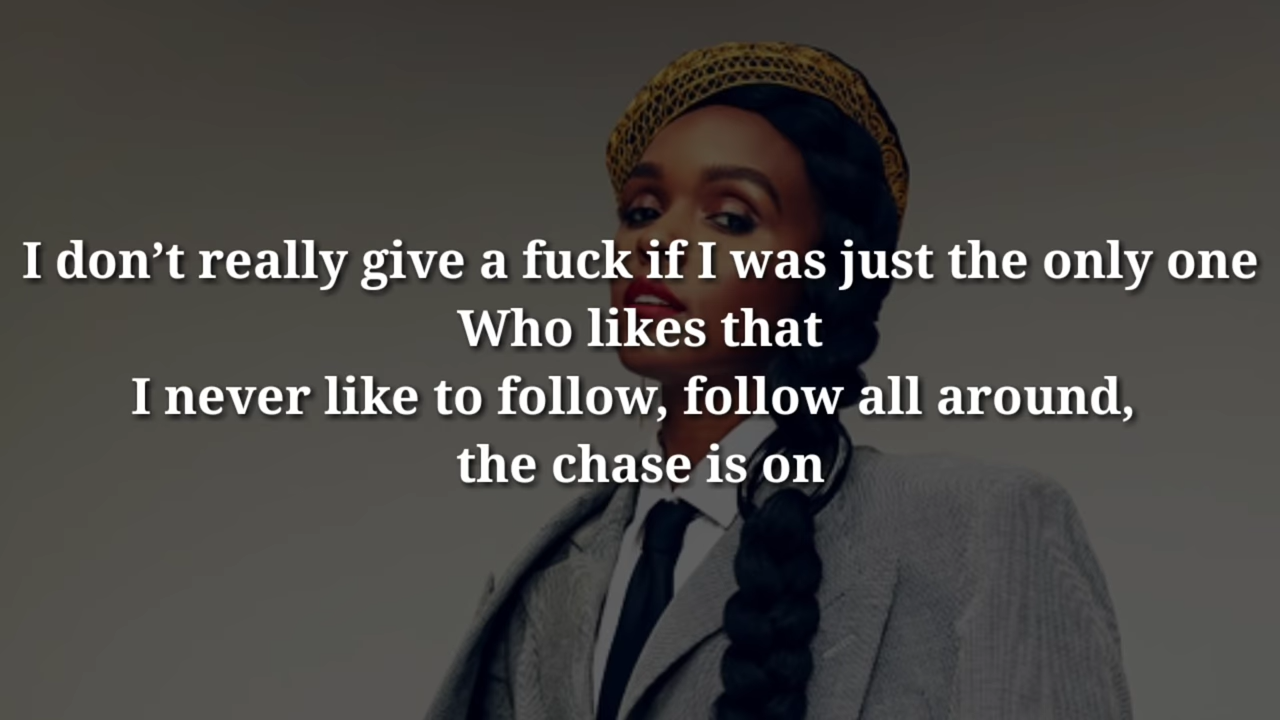 I don’t really give a fuck if I was just the only one
Who likes that
I never like to follow, follow all around,
the chase is on